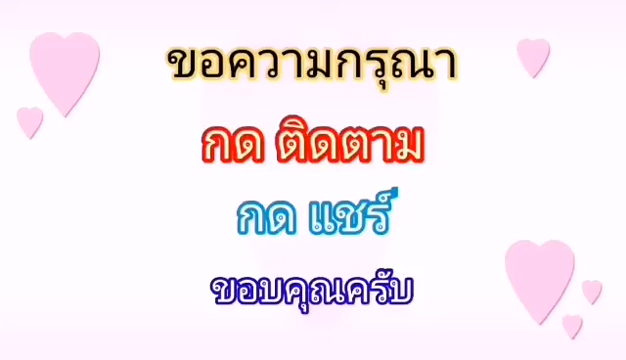 ขอความกรุณา
กด ติดตาม
กด แชร์
ขอบคุณครับ